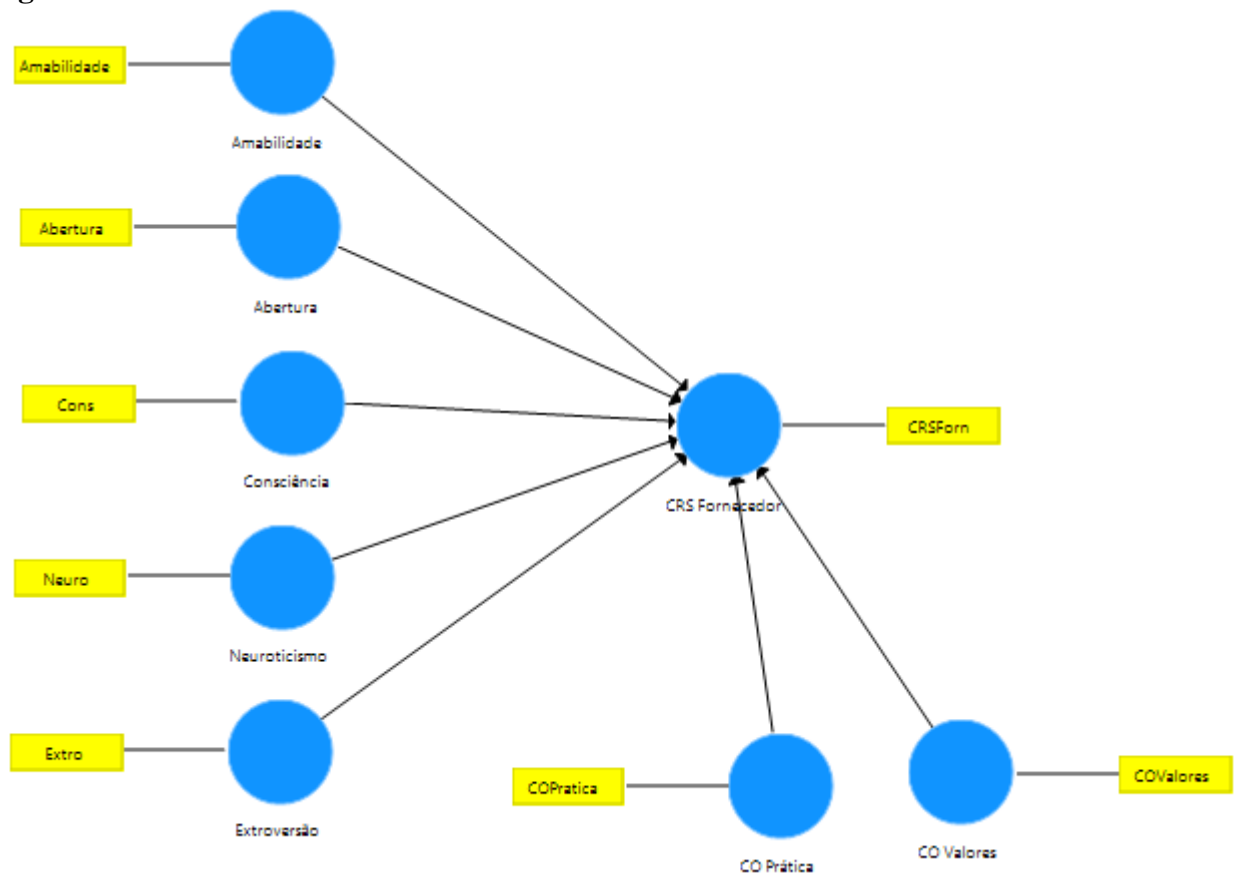 Amabilidade
Amabilidade
Abertura
Abertura
Cons
Consciência
CRSForn
CRS Fornecedor
Neuro
Neuroticismo
Extro
Extroversão
COPratica
CO Prática
COValores
CO Valores